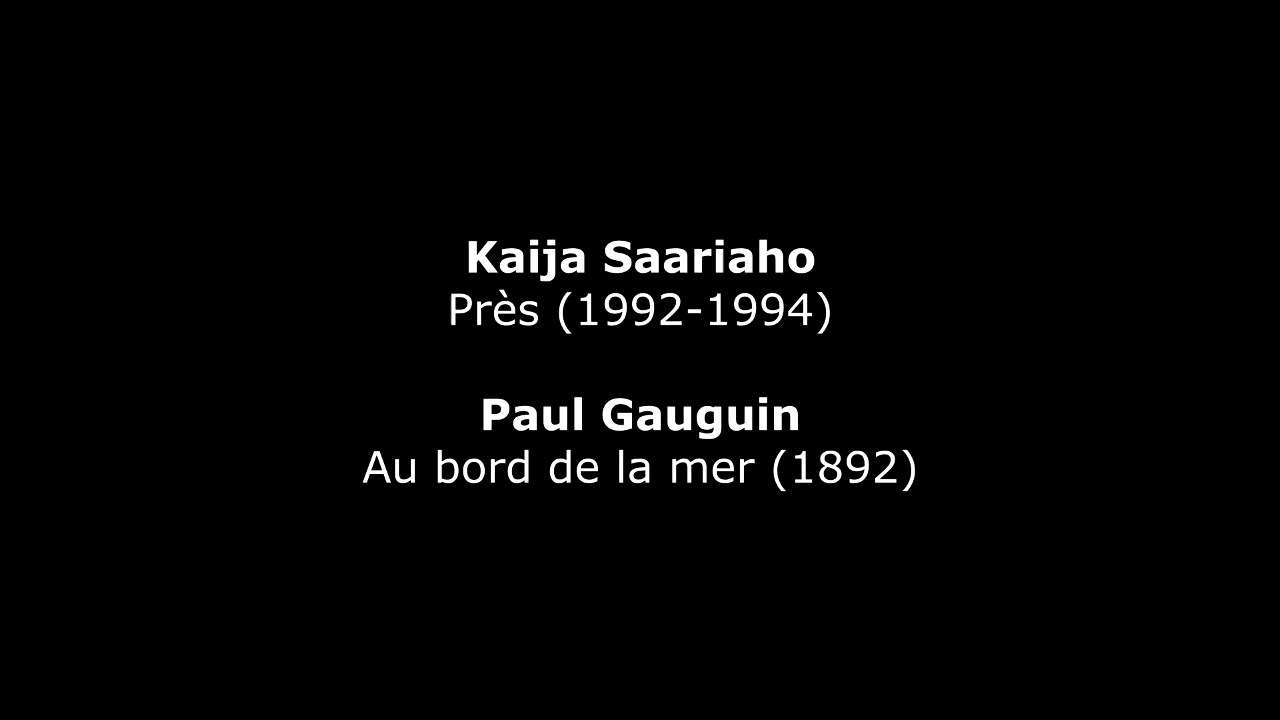 Kaija Saariaho
Près (1992-1994)
Paul Gauguin
Au bord de la mer (1892)